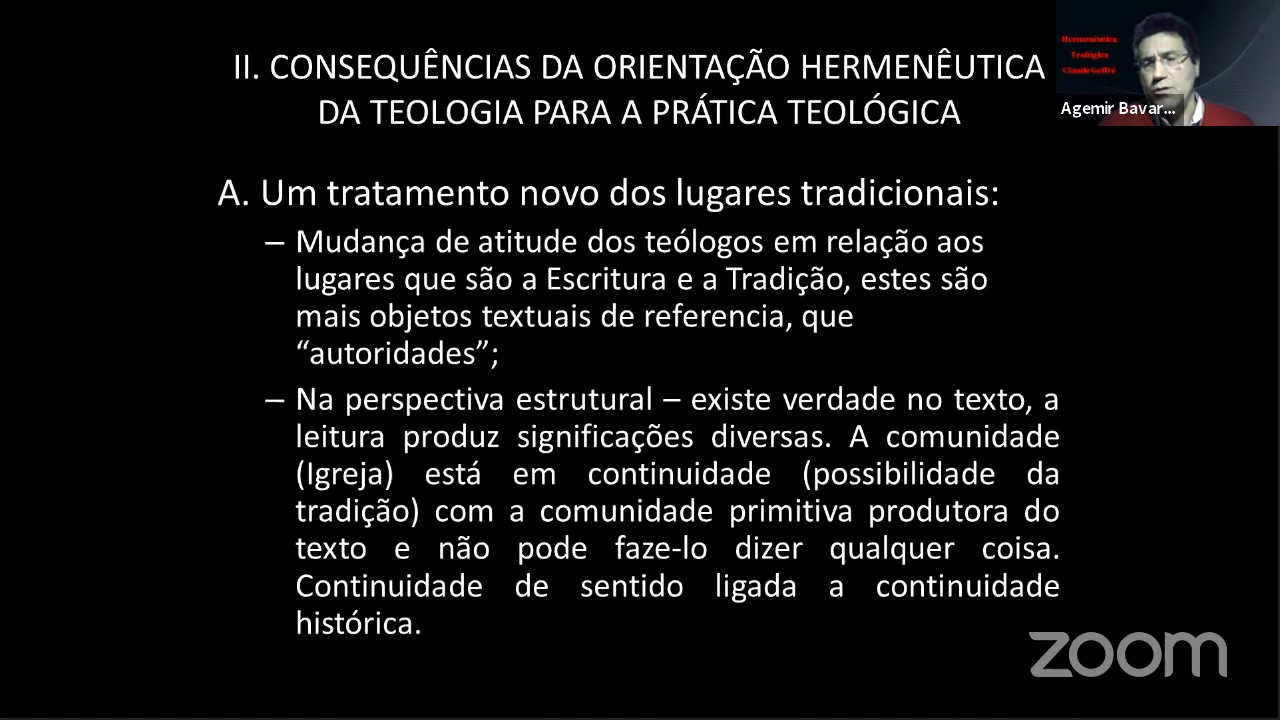 II. CONSEQUÊNCIAS DA ORIENTAÇÃO HERMENÊUTICA
DA TEOLOGIA PARA A PRÁTICA TEOLÓGICA
Hermenêutica
Teológica
Claude Geffré
Agemir Bavar...
A. Um tratamento novo dos lugares tradicionais:
– Mudança de atitude dos teólogos em relação aos
lugares que são a Escritura e a Tradição, estes são
mais objetos textuais de referencia, que
“autoridades”;
– Na perspectiva estrutural – existe verdade no texto, a
leitura produz significações diversas. A comunidade
(Igreja) está em continuidade (possibilidade da
tradição) com a comunidade primitiva produtora do
texto e não pode faze-lo dizer qualquer coisa.
Continuidade de sentido ligada a continuidade
histórica.
zoom